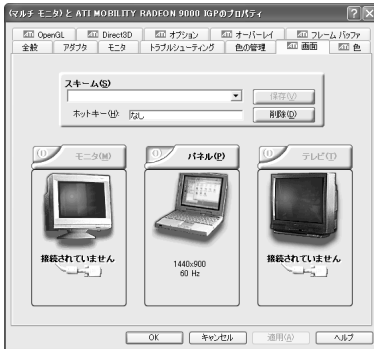 (マルチ モニタ) と ATI MOBILITY RADEON 9000 IGPのプロパティ
OpenGL Direct3D オプション オーバーレイ フレーム バッファ
全般 アダプタ モニタ トラブルシューティング 色の管理 画面 色
スキーム(S)
保存(V)
ホットキー(H): なし 削除(D)
モニタ(M) パネル(P) テレビ(T)
接続されていません 1440x900 接続されていません
60 Hz
OK キャンセル 適用(A) ヘルプ